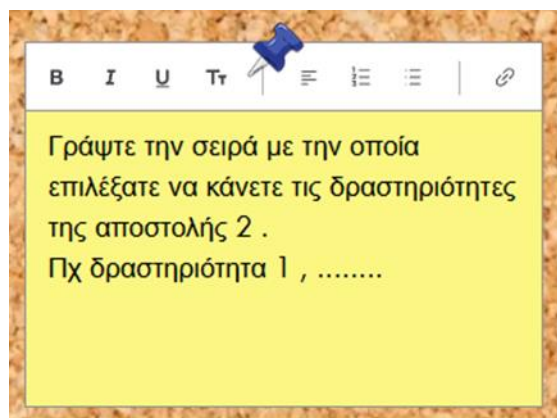 B I U Tт
Γράψτε την σειρά με την οποία
επιλέξατε να κάνετε τις δραστηριότητες
της αποστολής 2 .
Πχ δραστηριότητα 1 , ........